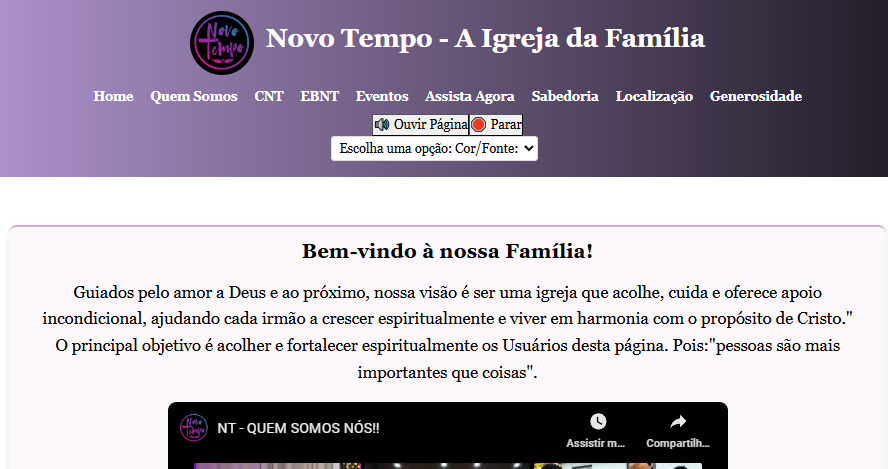 Novo
Tempo
Novo Tempo - A Igreja da Família
Home Quem Somos CNT EBNT Eventos Assista Agora Sabedoria Localização Generosidade
Ouvir Página Parar
Escolha uma opção: Cor/Fonte:
Bem-vindo à nossa Família!
Guiados pelo amor a Deus e ao próximo, nossa visão é ser uma igreja que acolhe, cuida e oferece apoio
incondicional, ajudando cada irmão a crescer espiritualmente e viver em harmonia com o propósito de Cristo."
O principal objetivo é acolher e fortalecer espiritualmente os Usuários desta página. Pois:"pessoas são mais
importantes que coisas".
Novo
Tempo
NT - QUEM SOMOS NÓS!!
Assistir m... Compartilh...